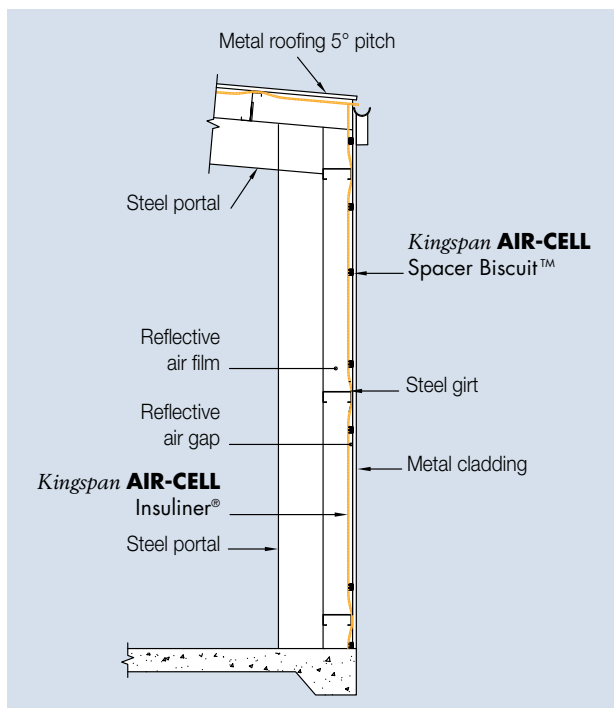 Metal roofing 5° pitch
Steel portal
Kingspan AIR-CELL
Spacer Biscuit™
Reflective
air film
Steel girt
Reflective
air gap
Metal cladding
Kingspan AIR-CELL
Insuliner®
Steel portal